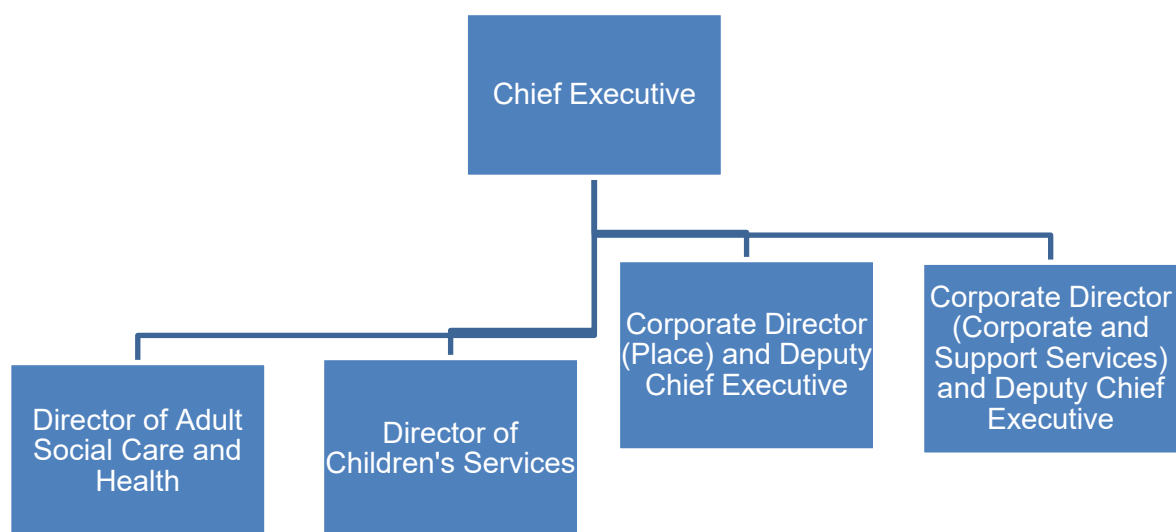 Chief Executive
Corporate Director
(Place) and Deputy
Chief Executive
Corporate Director
(Corporate and
Support Services)
and Deputy Chief
Executive
Director of Adult
Social Care and
Health
Director of
Children's Services